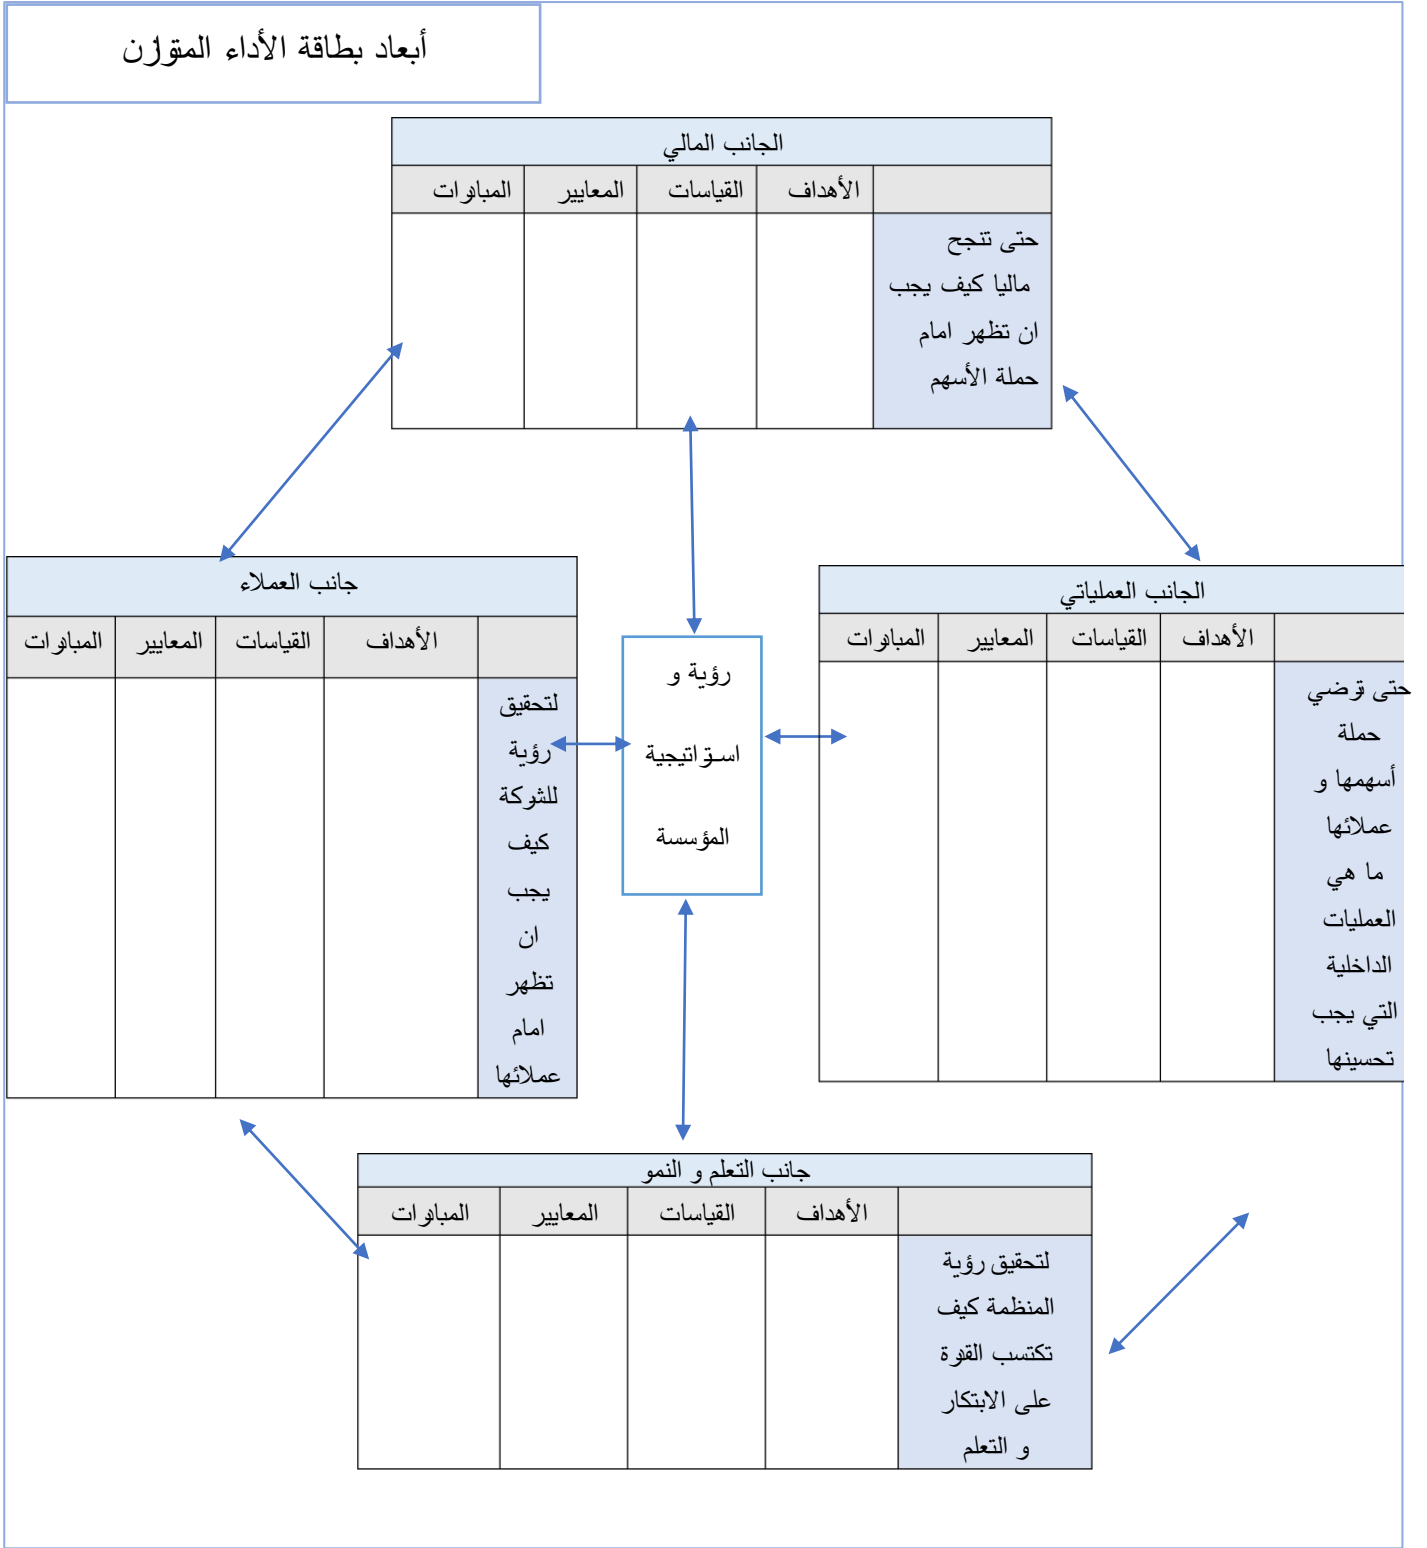 أبعاد بطاقة الأداء المتوازن
الجانب المالي
الأهداف القياسات المعايير المبادرات
حتى تنجح
ماليا كيف يجب
ان تظهر امام
حملة الأسهم
الجانب العملياتي
الأهداف القياسات المعايير المبادرات
حتى ترضي
حملة
أسهمها و
عملائها
ما هي
العمليات
الداخلية
التي يجب
تحسينها
رؤية و
استراتيجية
المؤسسة
جانب العملاء
الأهداف القياسات المعايير المبادرات
لتحقيق
رؤية
للشركة
كيف
يجب
ان
تظهر
امام
عملائها
جانب التعلم و النمو
الأهداف القياسات المعايير المبادرات
لتحقيق رؤية
المنظمة كيف
تكتسب القدرة
على الابتكار
و التعلم